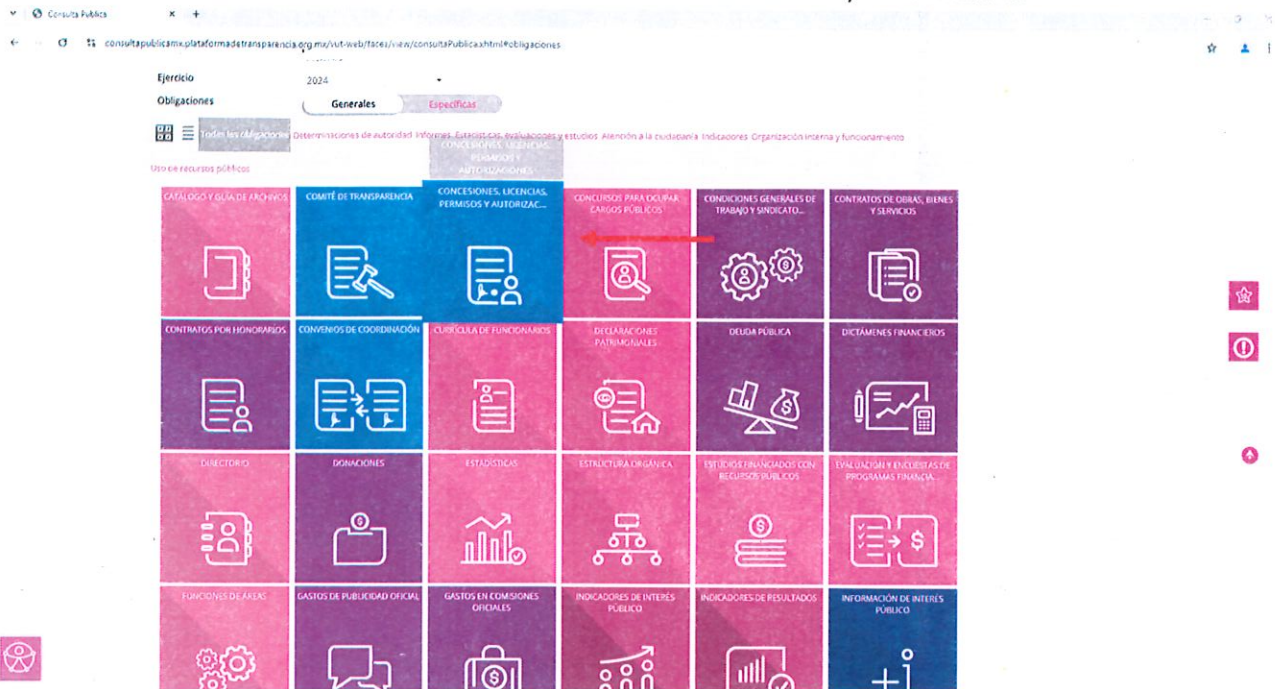 Consulta Publica
consultapublicamx.plataformadetransparencia.org.mx/vut-web/faces/view/consultaPublica.xhtml#obligaciones
Ejercicio
2024
Obligaciones
Generales
Específicas
Todas las obligaciones Determinaciones de autoridad Informes, Estadísticas, evaluaciones y estudios Atención a la ciudadanía Indicadores Organización interna y funcionamiento
CONCESIONES, LICENCIAS,
PERMISOS Y
AUTORIZACIONES
Uso de recursos públicos
CATÁLOGO Y GUÍA DE ARCHIVOS
COMITÉ DE TRANSPARENCIA
CONCESIONES, LICENCIAS,
PERMISOS Y AUTORIZAC...
CONCURSOS PARA OCUPAR
CARGOS PÚBLICOS
CONDICIONES GENERALES DE
TRABAJO Y SINDICATO...
CONTRATOS DE OBRAS, BIENES
Y SERVICIOS
CONTRATOS POR HONORARIOS
CONVENIOS DE COORDINACIÓN
CURRÍCULA DE FUNCIONARIOS
DECLARACIONES
PATRIMONIALES
DEUDA PÚBLICA
DICTÁMENES FINANCIEROS
DIRECTORIO
DONACIONES
ESTADÍSTICAS
ESTRUCTURA ORGÁNICA
ESTUDIOS FINANCIADOS CON
RECURSOS PÚBLICOS
EVALUACIÓN Y ENCUESTAS DE
PROGRAMAS FINANCIA...
FUNCIONES DE ÁREAS
GASTOS DE PUBLICIDAD OFICIAL
GASTOS EN COMISIONES
OFICIALES
INDICADORES DE INTERÉS
PÚBLICO
INDICADORES DE RESULTADOS
INFORMACIÓN DE INTERÉS
PÚBLICO